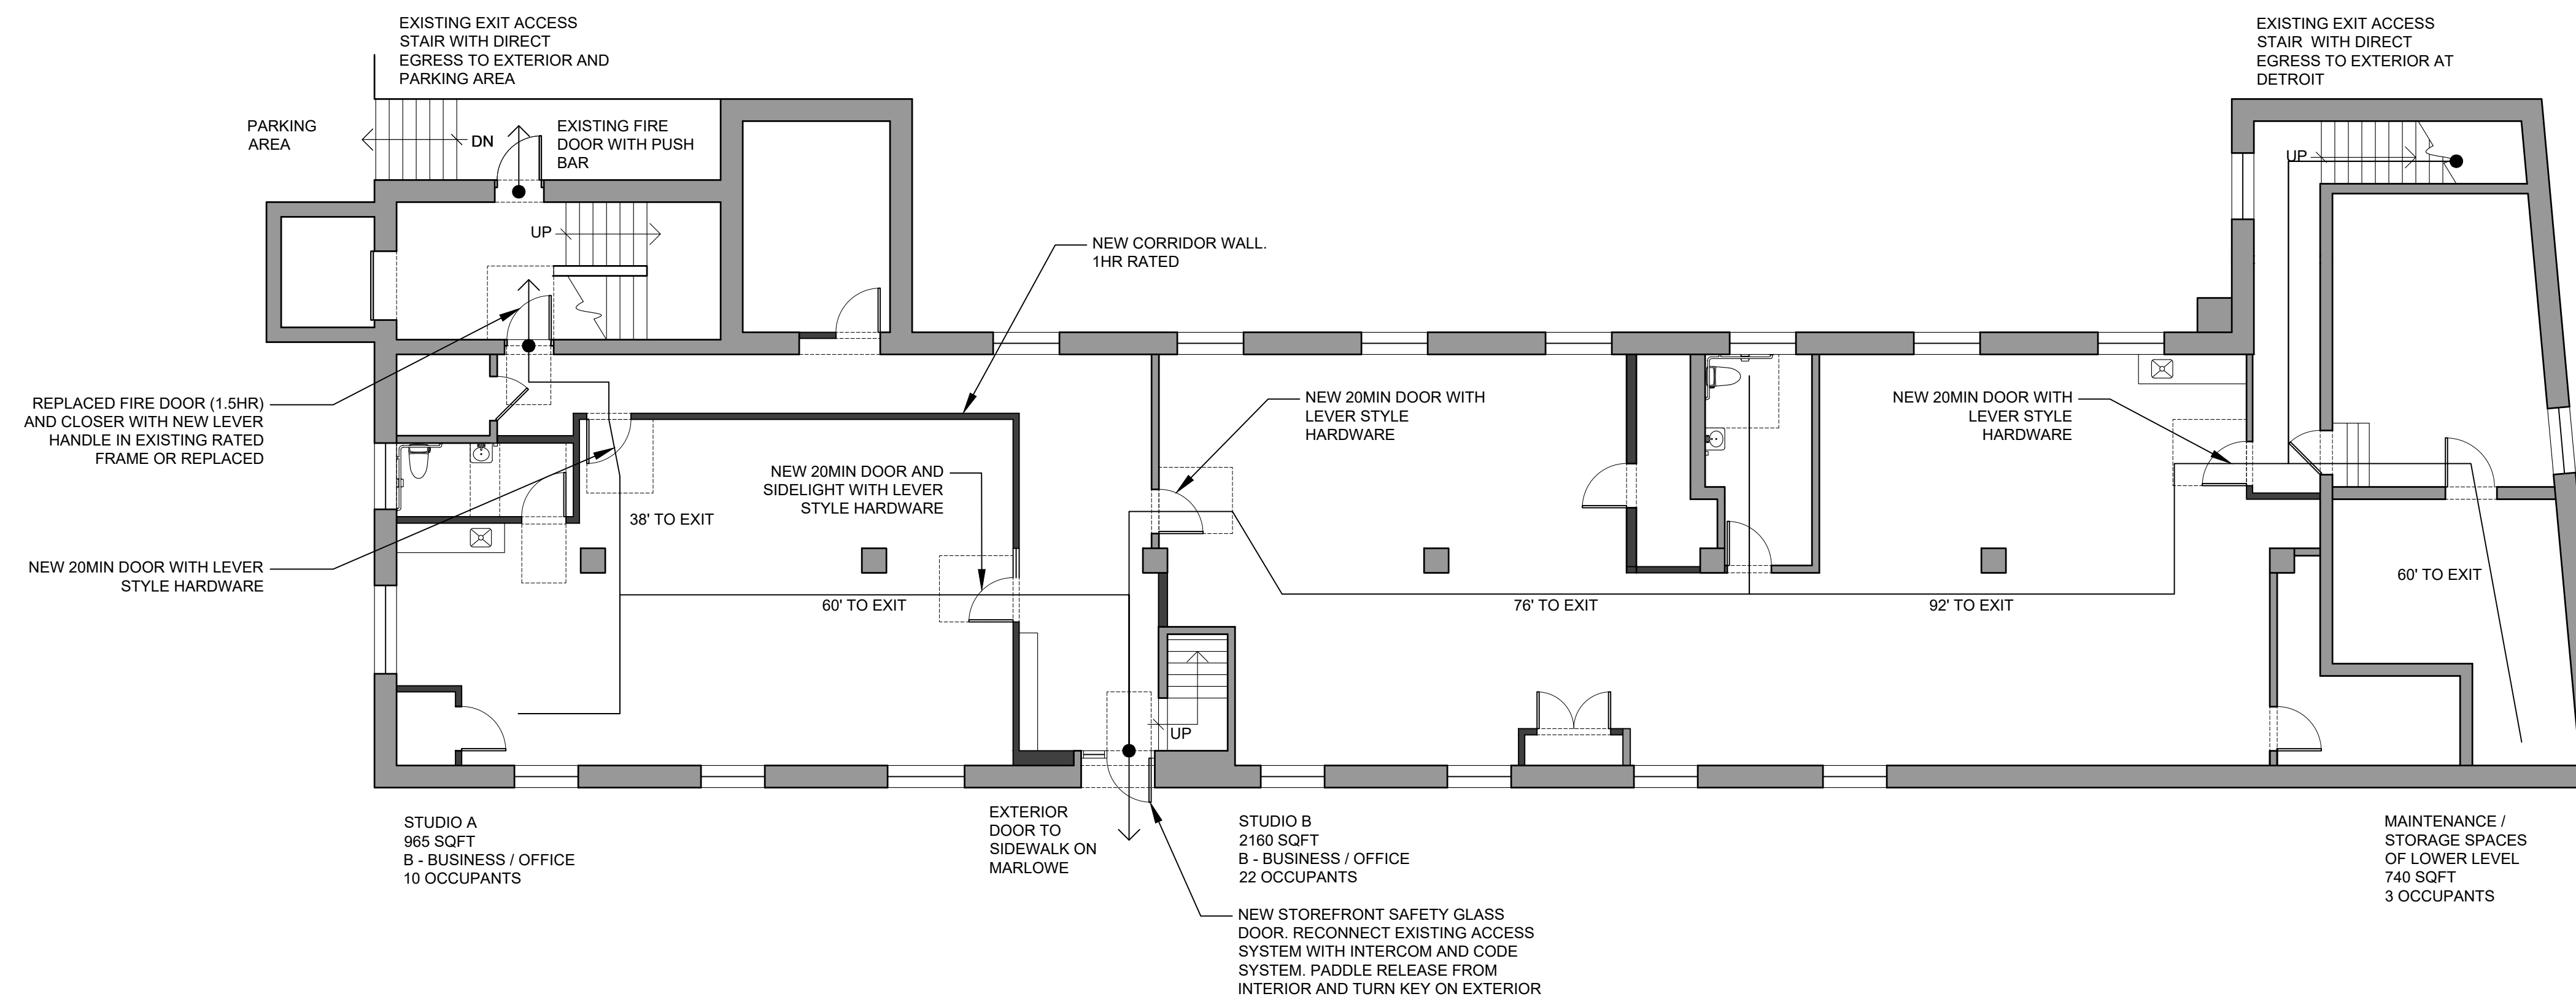 EXISTING EXIT ACCESS
STAIR WITH DIRECT
EGRESS TO EXTERIOR AND
PARKING AREA
EXISTING EXIT ACCESS
STAIR WITH DIRECT
EGRESS TO EXTERIOR AT
DETROIT
PARKING
AREA
DN
EXISTING FIRE
DOOR WITH PUSH
BAR
UP
UP
NEW CORRIDOR WALL.
1HR RATED
REPLACED FIRE DOOR (1.5HR)
AND CLOSER WITH NEW LEVER
HANDLE IN EXISTING RATED
FRAME OR REPLACED
NEW 20MIN DOOR WITH
LEVER STYLE
HARDWARE
NEW 20MIN DOOR WITH
LEVER STYLE
HARDWARE
NEW 20MIN DOOR AND
SIDELIGHT WITH LEVER
STYLE HARDWARE
38' TO EXIT
NEW 20MIN DOOR WITH LEVER
STYLE HARDWARE
60' TO EXIT
76' TO EXIT
92' TO EXIT
60' TO EXIT
UP
STUDIO A
965 SQFT
B - BUSINESS / OFFICE
10 OCCUPANTS
EXTERIOR
DOOR TO
SIDEWALK ON
MARLOWE
STUDIO B
2160 SQFT
B - BUSINESS / OFFICE
22 OCCUPANTS
MAINTENANCE /
STORAGE SPACES
OF LOWER LEVEL
740 SQFT
3 OCCUPANTS
NEW STOREFRONT SAFETY GLASS
DOOR. RECONNECT EXISTING ACCESS
SYSTEM WITH INTERCOM AND CODE
SYSTEM. PADDLE RELEASE FROM
INTERIOR AND TURN KEY ON EXTERIOR